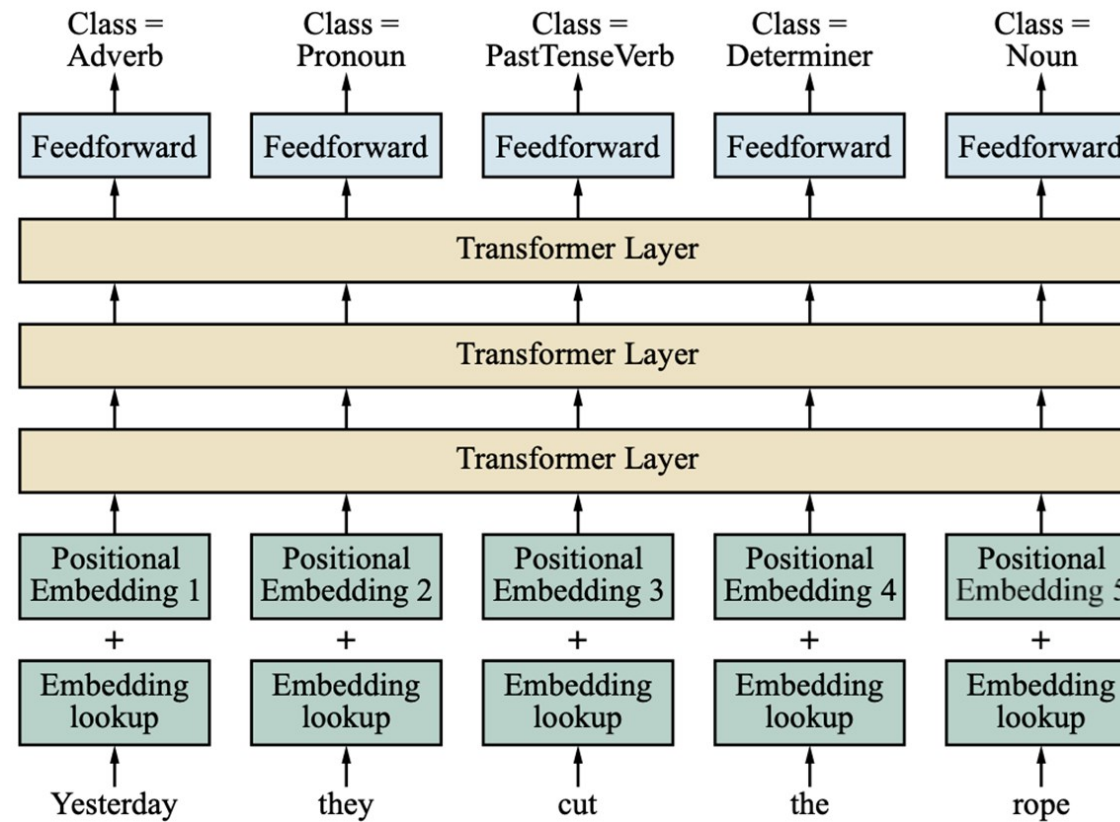 Class = Class = Class = Class = Class =
Adverb Pronoun PastTenseVerb Determiner Noun
Feedforward Feedforward Feedforward Feedforward Feedforward
Transformer Layer
Transformer Layer
Transformer Layer
Positional Positional Positional Positional Positional
Embedding 1 Embedding 2 Embedding 3 Embedding 4 Embedding 5
+ + + + +
Embedding Embedding Embedding Embedding Embedding
lookup lookup lookup lookup lookup
Yesterday they cut the rope